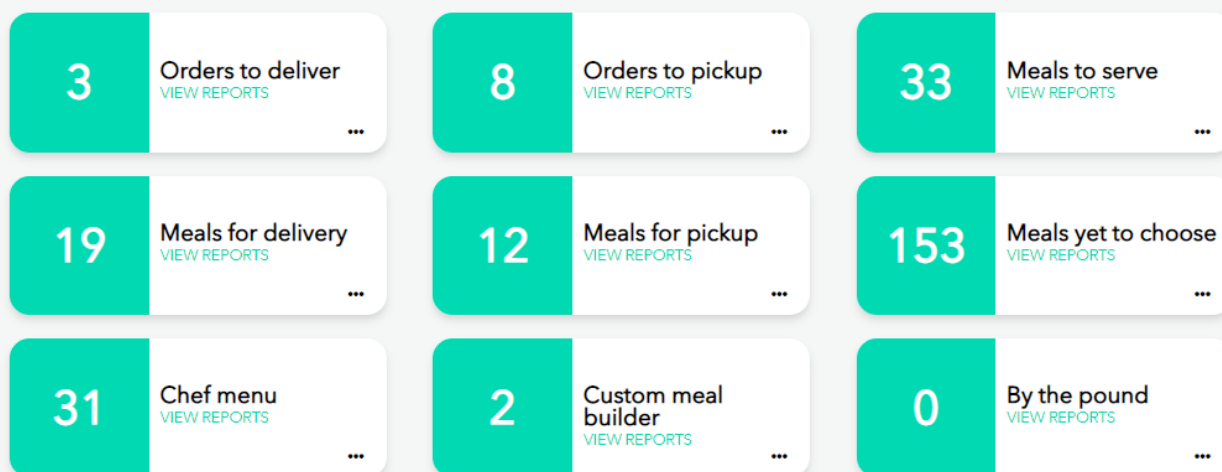 3
Orders to deliver
VIEW REPORTS
•••
8
Orders to pickup
VIEW REPORTS
•••
33
Meals to serve
VIEW REPORTS
•••
19
Meals for delivery
VIEW REPORTS
•••
12
Meals for pickup
VIEW REPORTS
•••
153
Meals yet to choose
VIEW REPORTS
•••
31
Chef menu
VIEW REPORTS
•••
2
Custom meal
builder
VIEW REPORTS
•••
0
By the pound
VIEW REPORTS
•••